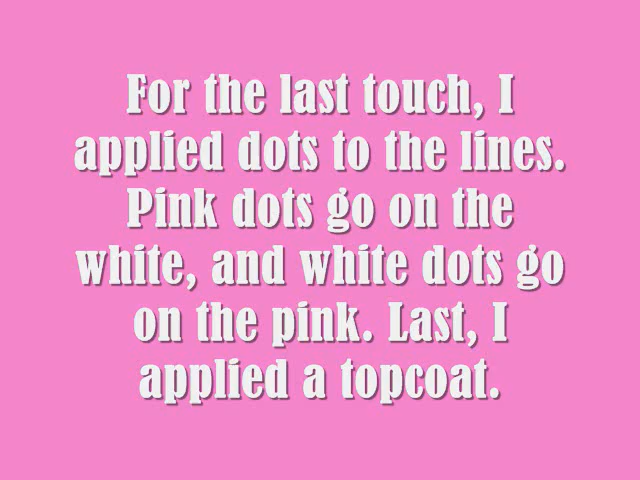 For the last touch, I
applied dots to the lines.
Pink dots go on the
white, and white dots go
on the pink. Last, I
applied a topcoat.